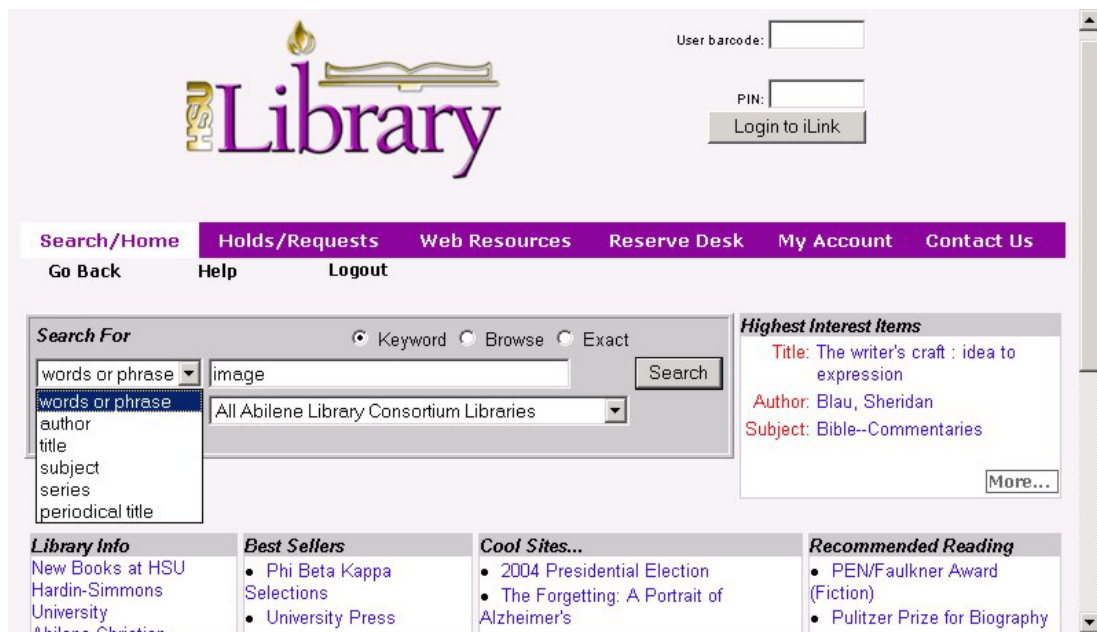 HSU Library
User barcode:
PIN:
Login to iLink
Search/Home Holds/Requests Web Resources Reserve Desk My Account Contact Us
Go Back Help Logout
Search For Keyword Browse Exact
words or phrase image Search
words or phrase
author
title
subject
series
periodical title
All Abilene Library Consortium Libraries
Highest Interest Items
Title: The writer's craft : idea to
expression
Author: Blau, Sheridan
Subject: Bible--Commentaries
More...
Library Info
New Books at HSU
Hardin-Simmons
University
Abilene Christian
Best Sellers
• Phi Beta Kappa
Selections
• University Press
Cool Sites...
• 2004 Presidential Election
• The Forgetting: A Portrait of
Alzheimer's
Recommended Reading
• PEN/Faulkner Award
(Fiction)
• Pulitzer Prize for Biography